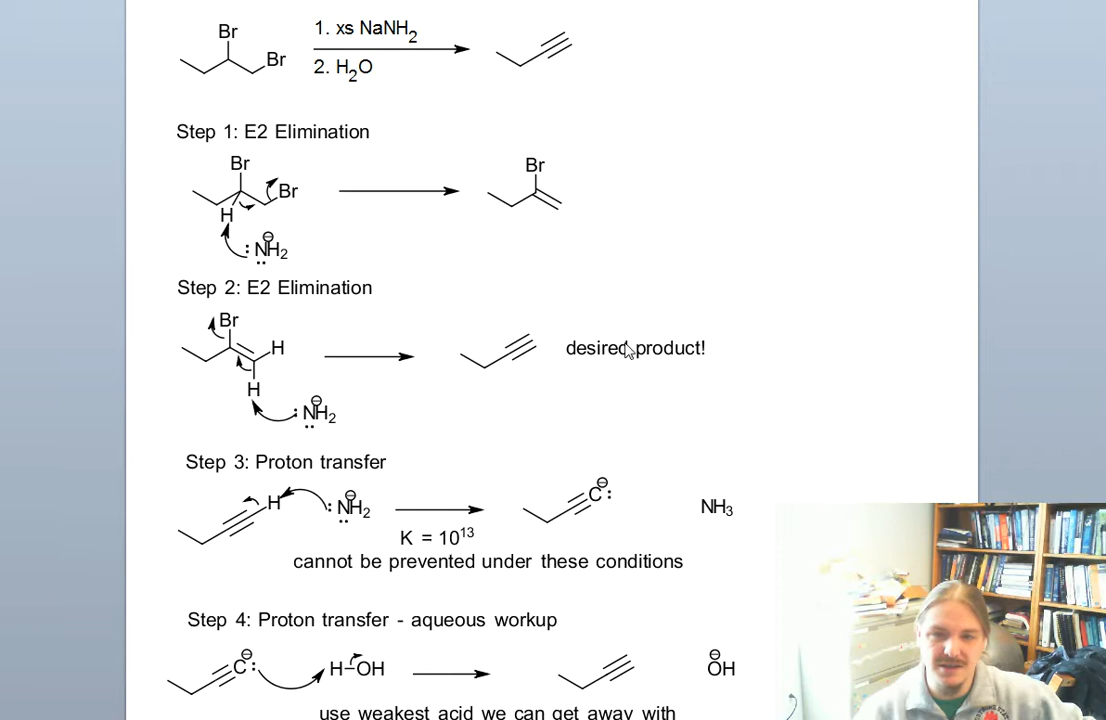 Br
Br
1. xs NaNH2
2. H2O
Step 1: E2 Elimination
Br
Br
H
:NH2
Br
Step 2: E2 Elimination
Br
H
H
:NH2
desired product!
Step 3: Proton transfer
H
:NH2
K = 10^13
C:
NH3
cannot be prevented under these conditions
Step 4: Proton transfer - aqueous workup
C:
H-OH
OH
use weakest acid we can get away with